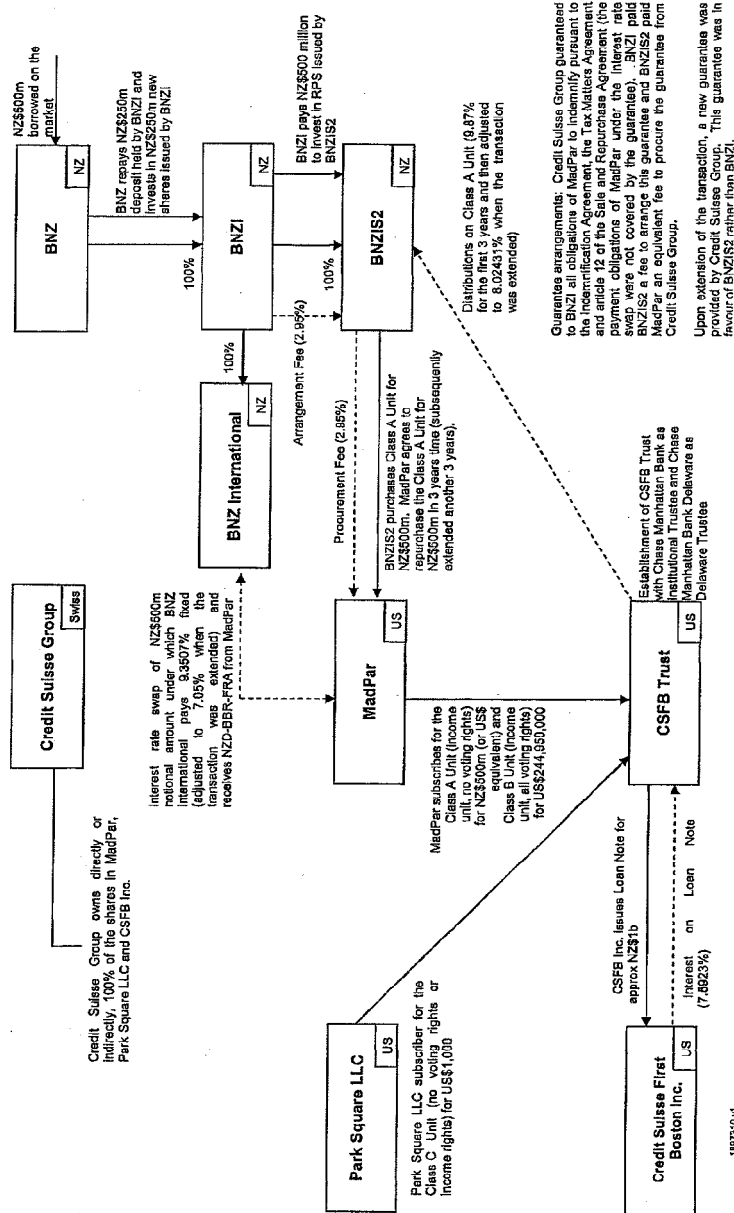 Credit Suisse Group
Swiss
Credit Suisse Group owns directly or
indirectly, 100% of the shares in MadPar,
Park Square LLC and CSFB Inc.
BNZ
NZ
NZ$500m
borrowed on the
market
BNZ repays NZ$250m
deposit held by BNZI and
invests in NZ$250m new
shares issued by BNZI
100%
BNZ International
NZ
100%
BNZI
NZ
Interest rate swap of NZ$500m
notional amount under which BNZ
International pays 9.3507% fixed
(adjusted to 7.05% when the
transaction was extended) and
receives NZD-BBR-FRA from MadPar
Arrangement Fee (2.95%)
100%
BNZI pays NZ$500 million
to invest in RPS issued by
BNZIS2
Procurement Fee (2.85%)
Park Square LLC
US
MadPar
US
BNZIS2 purchases Class A Unit for
NZ$500m. MadPar agrees to
repurchase the Class A Unit for
NZ$500m in 3 years time (subsequently
extended another 3 years).
BNZIS2
NZ
Park Square LLC subscriber for the
Class C Unit (no voting rights or
income rights) for US$1,000
MadPar subscribes for the
Class A Unit (Income
unit, no voting rights)
for NZ$500m (or US$
equivalent) and
Class B Unit (Income
unit, all voting rights)
for US$244,950,000
Distributions on Class A Unit (9.87%
for the first 3 years and then adjusted
to 8.02431% when the transaction
was extended)
Credit Suisse First
Boston Inc.
US
CSFB Inc. Issues Loan Note for
approx NZ$1b
Interest on Loan Note
(7.6923%)
CSFB Trust
US
Establishment of CSFB Trust
with Chase Manhattan Bank as
Institutional Trustee and Chase
Manhattan Bank Delaware as
Delaware Trustee
Guarantee arrangements: Credit Suisse Group guaranteed
to BNZI all obligations of MadPar to indemnify pursuant to
the Indemnification Agreement, the Tax Matters Agreement
and article 12 of the Sale and Repurchase Agreement (the
payment obligations of MadPar under the Interest rate
swap were not covered by the guarantee). BNZI paid
BNZIS2 a fee to arrange this guarantee and BNZIS2 paid
MadPar an equivalent fee to procure the guarantee from
Credit Suisse Group.
Upon extension of the transaction, a new guarantee was
provided by Credit Suisse Group. This guarantee was in
favour of BNZIS2 rather than BNZI.